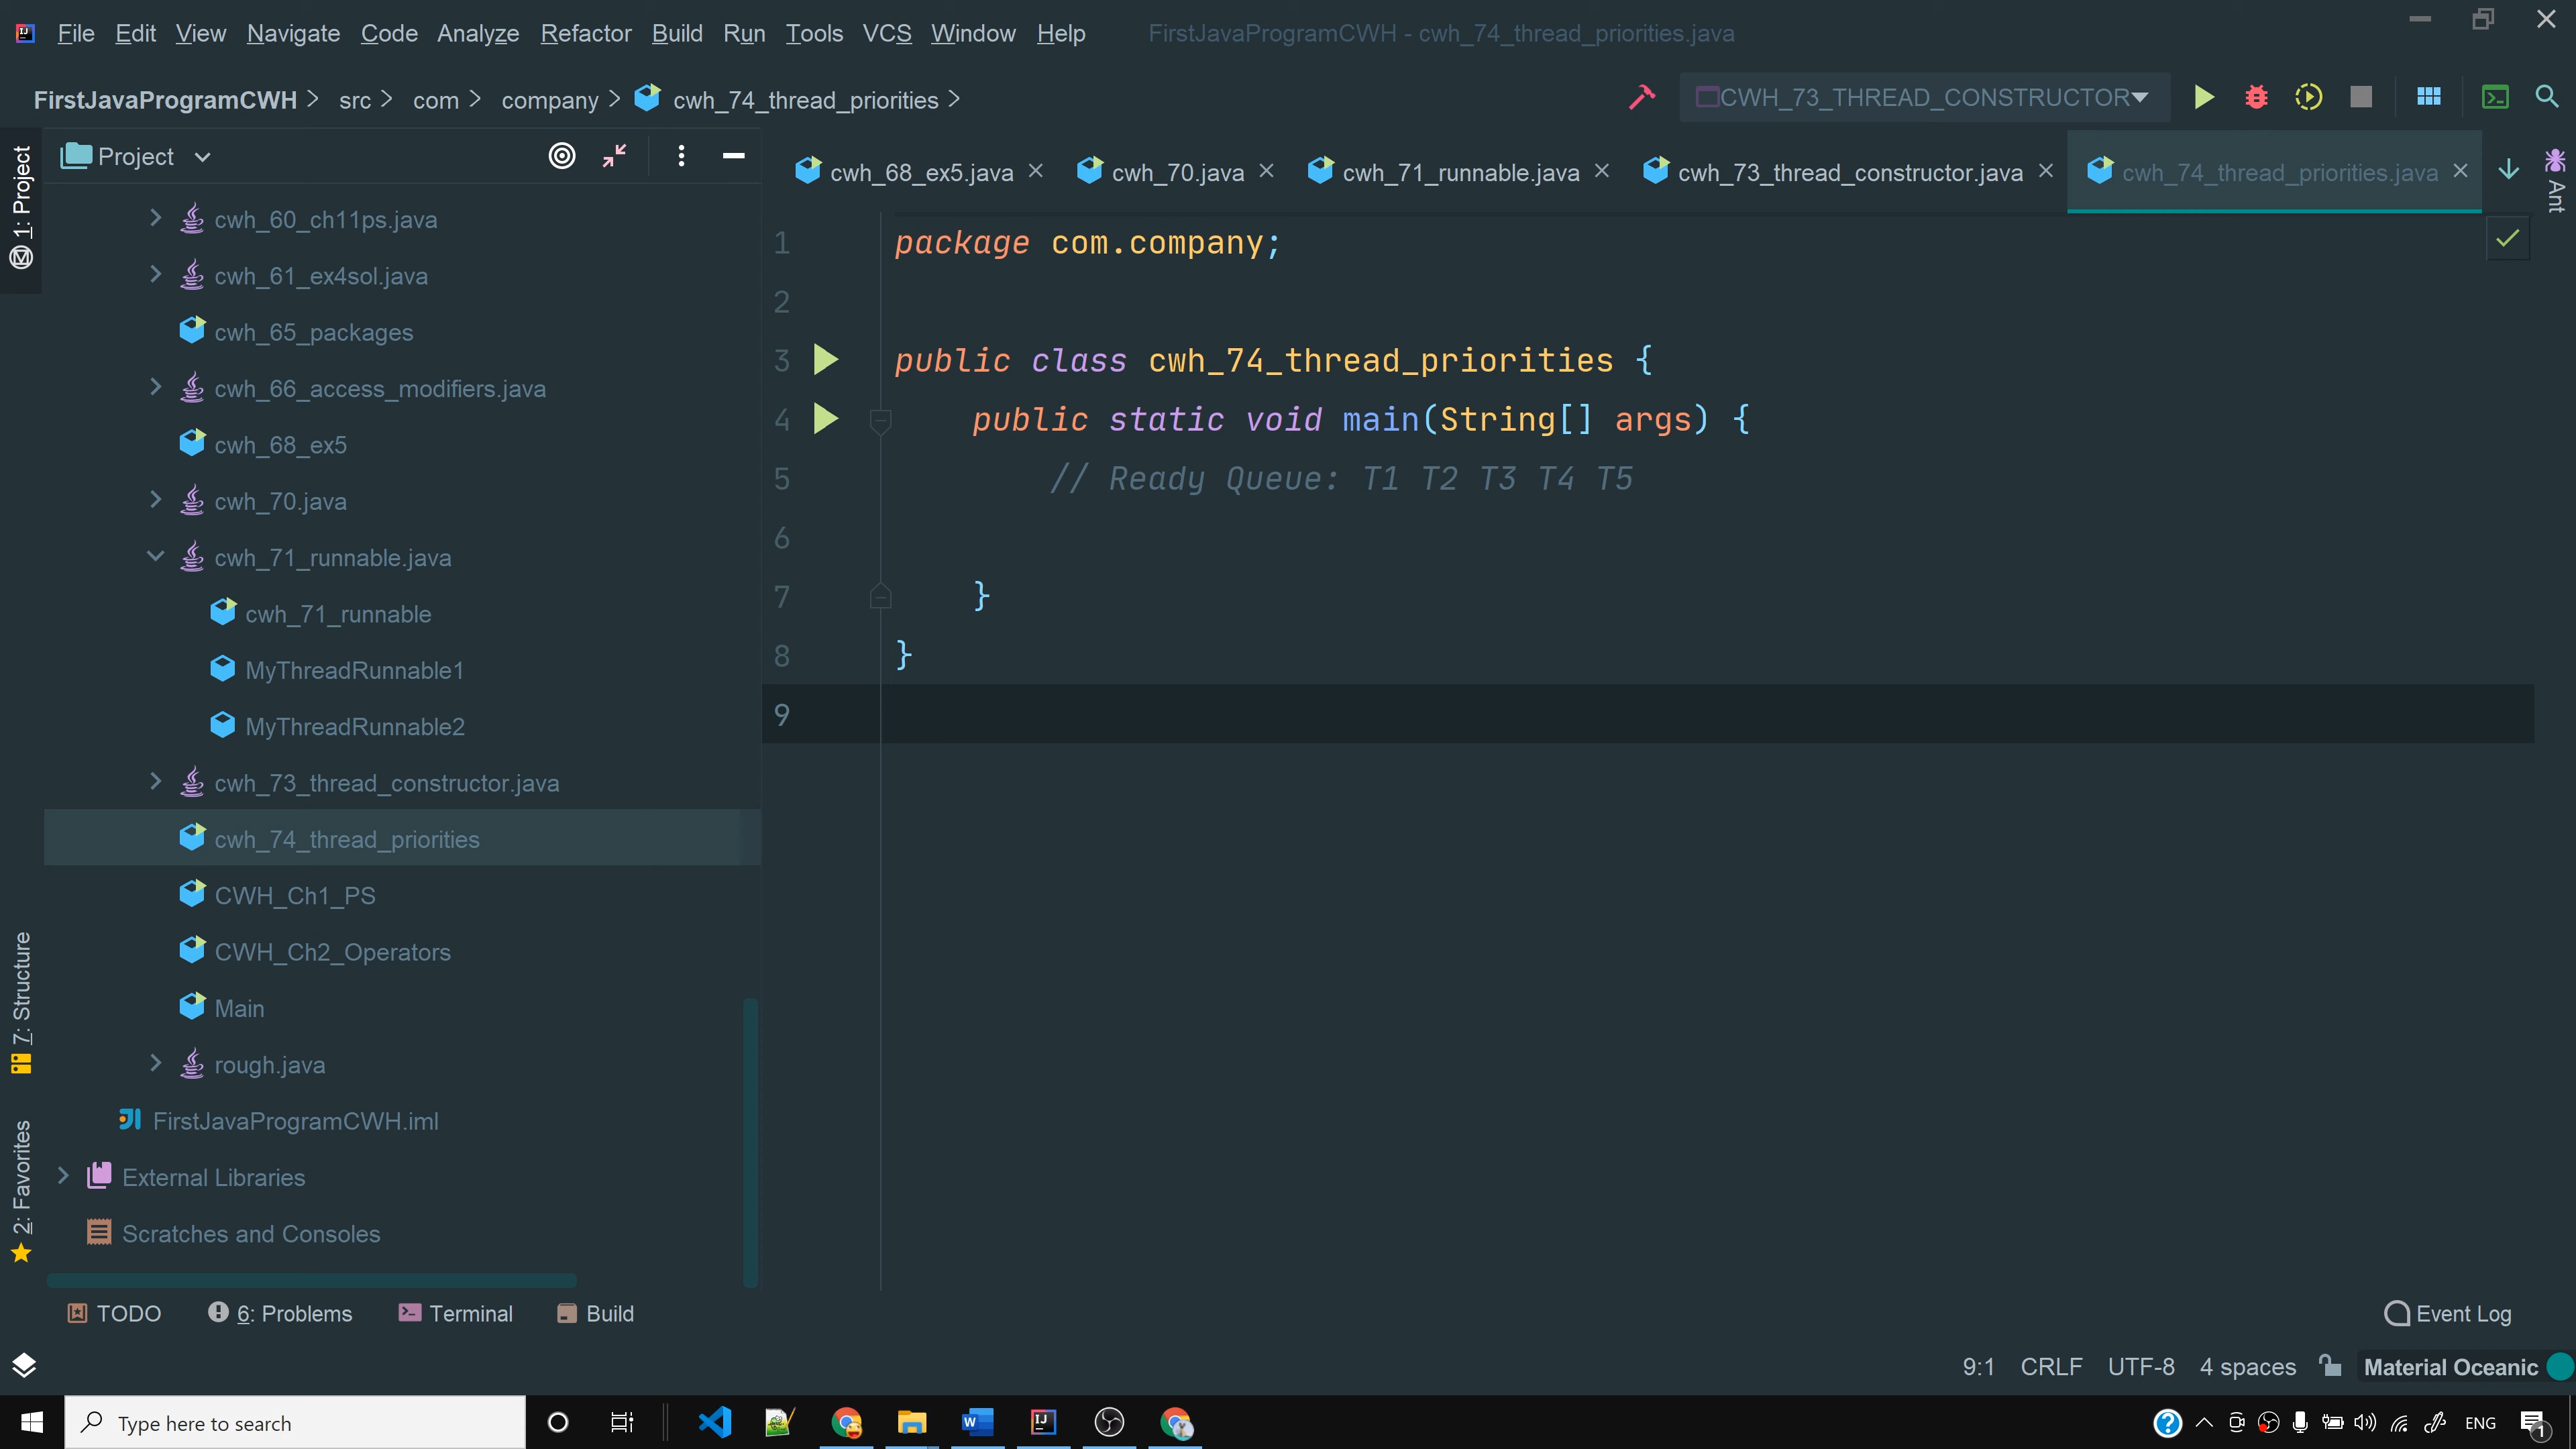 File Edit View Navigate Code Analyze Refactor Build Run Tools VCS Window Help FirstJavaProgramCWH - cwh_74_thread_priorities.java
FirstJavaProgramCWH src com company cwh_74_thread_priorities CWH_73_THREAD_CONSTRUCTOR
1: Project
Project
cwh_68_ex5.java cwh_70.java cwh_71_runnable.java cwh_73_thread_constructor.java cwh_74_thread_priorities.java
Ant
cwh_60_ch11ps.java
cwh_61_ex4sol.java
cwh_65_packages
cwh_66_access_modifiers.java
cwh_68_ex5
cwh_70.java
cwh_71_runnable.java
cwh_71_runnable
MyThreadRunnable1
MyThreadRunnable2
cwh_73_thread_constructor.java
cwh_74_thread_priorities
CWH_Ch1_PS
CWH_Ch2_Operators
Main
rough.java
FirstJavaProgramCWH.iml
External Libraries
Scratches and Consoles
7: Structure
2: Favorites
1 package com.company;
2
3 public class cwh_74_thread_priorities {
4 public static void main(String[] args) {
5 // Ready Queue: T1 T2 T3 T4 T5
6
7 }
8 }
9
TODO 6: Problems Terminal Build Event Log
9:1 CRLF UTF-8 4 spaces Material Oceanic
Type here to search ENG 1